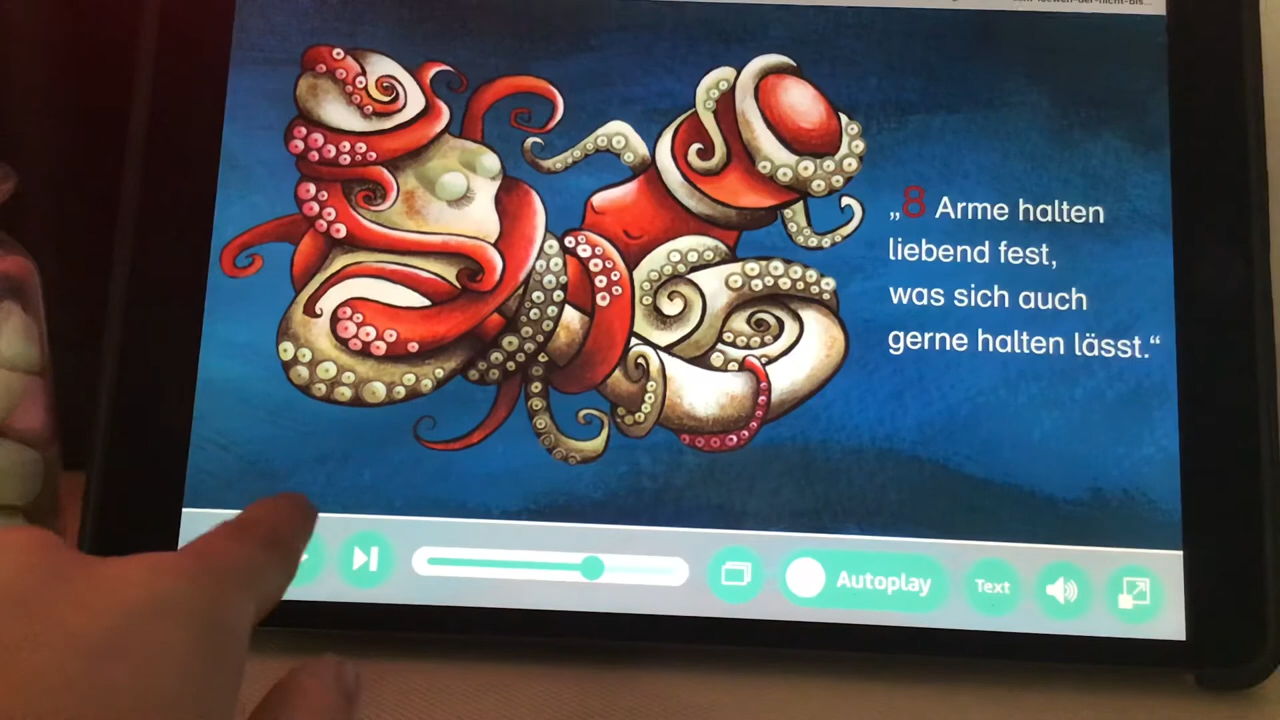 „8 Arme halten
liebend fest,
was sich auch
gerne halten lässt.“
Autoplay
Text